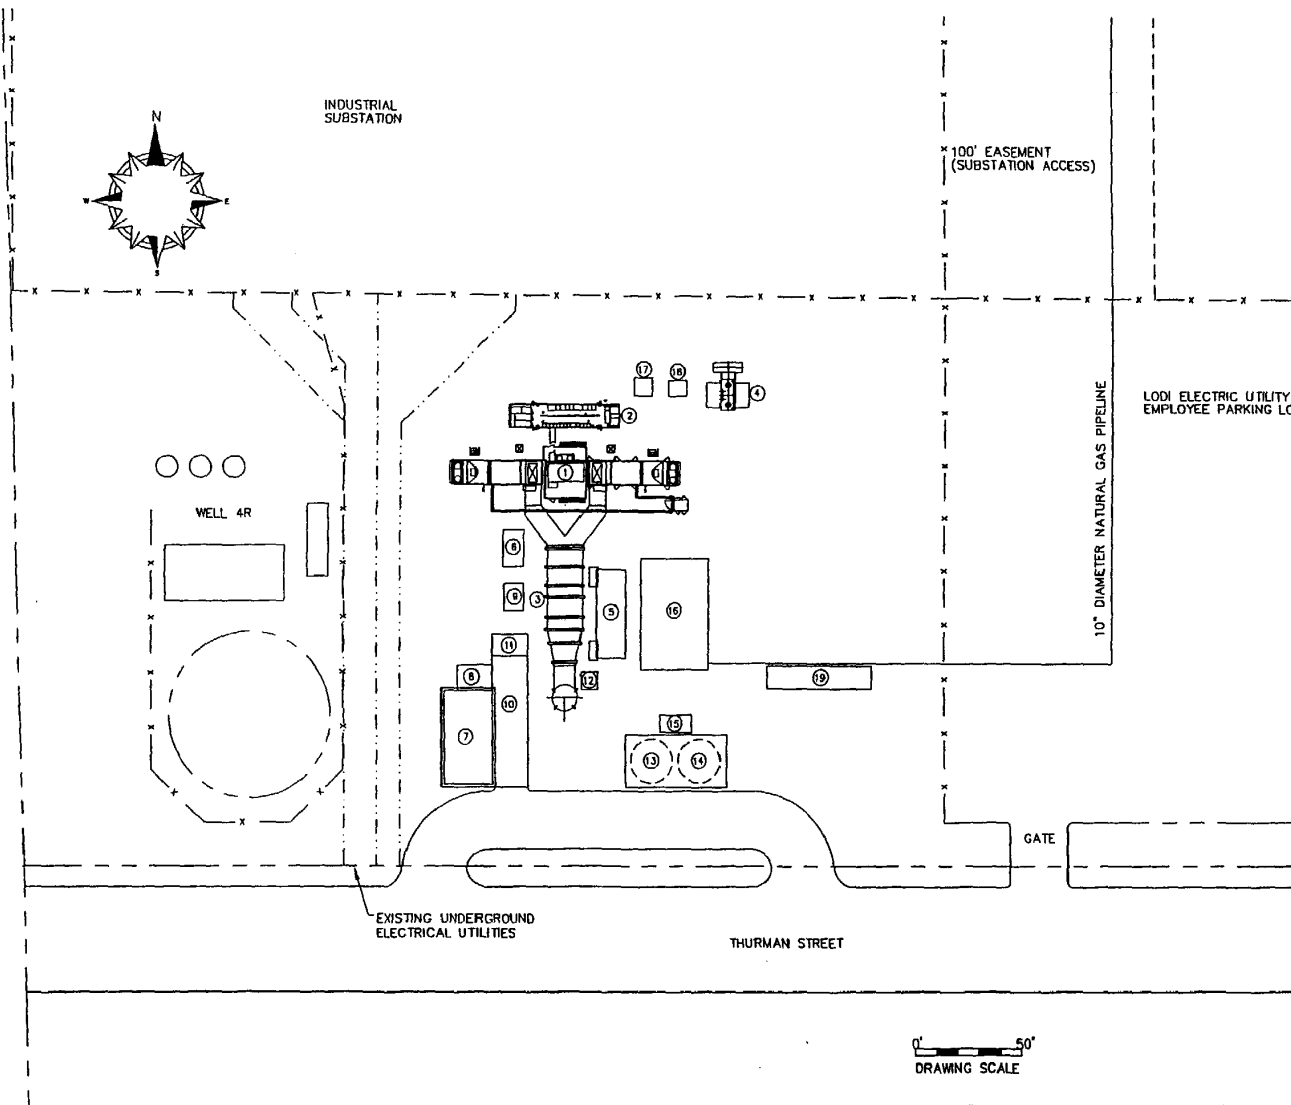 INDUSTRIAL
SUBSTATION
N
W
E
S
100' EASEMENT
(SUBSTATION ACCESS)
17
18
4
2
LODI ELECTRIC UTILITY
EMPLOYEE PARKING LO
10" DIAMETER NATURAL GAS PIPELINE
1
WELL 4R
6
9
3
5
16
11
8
12
19
10
7
15
13
14
GATE
EXISTING UNDERGROUND
ELECTRICAL UTILITIES
THURMAN STREET
0' 50'
DRAWING SCALE